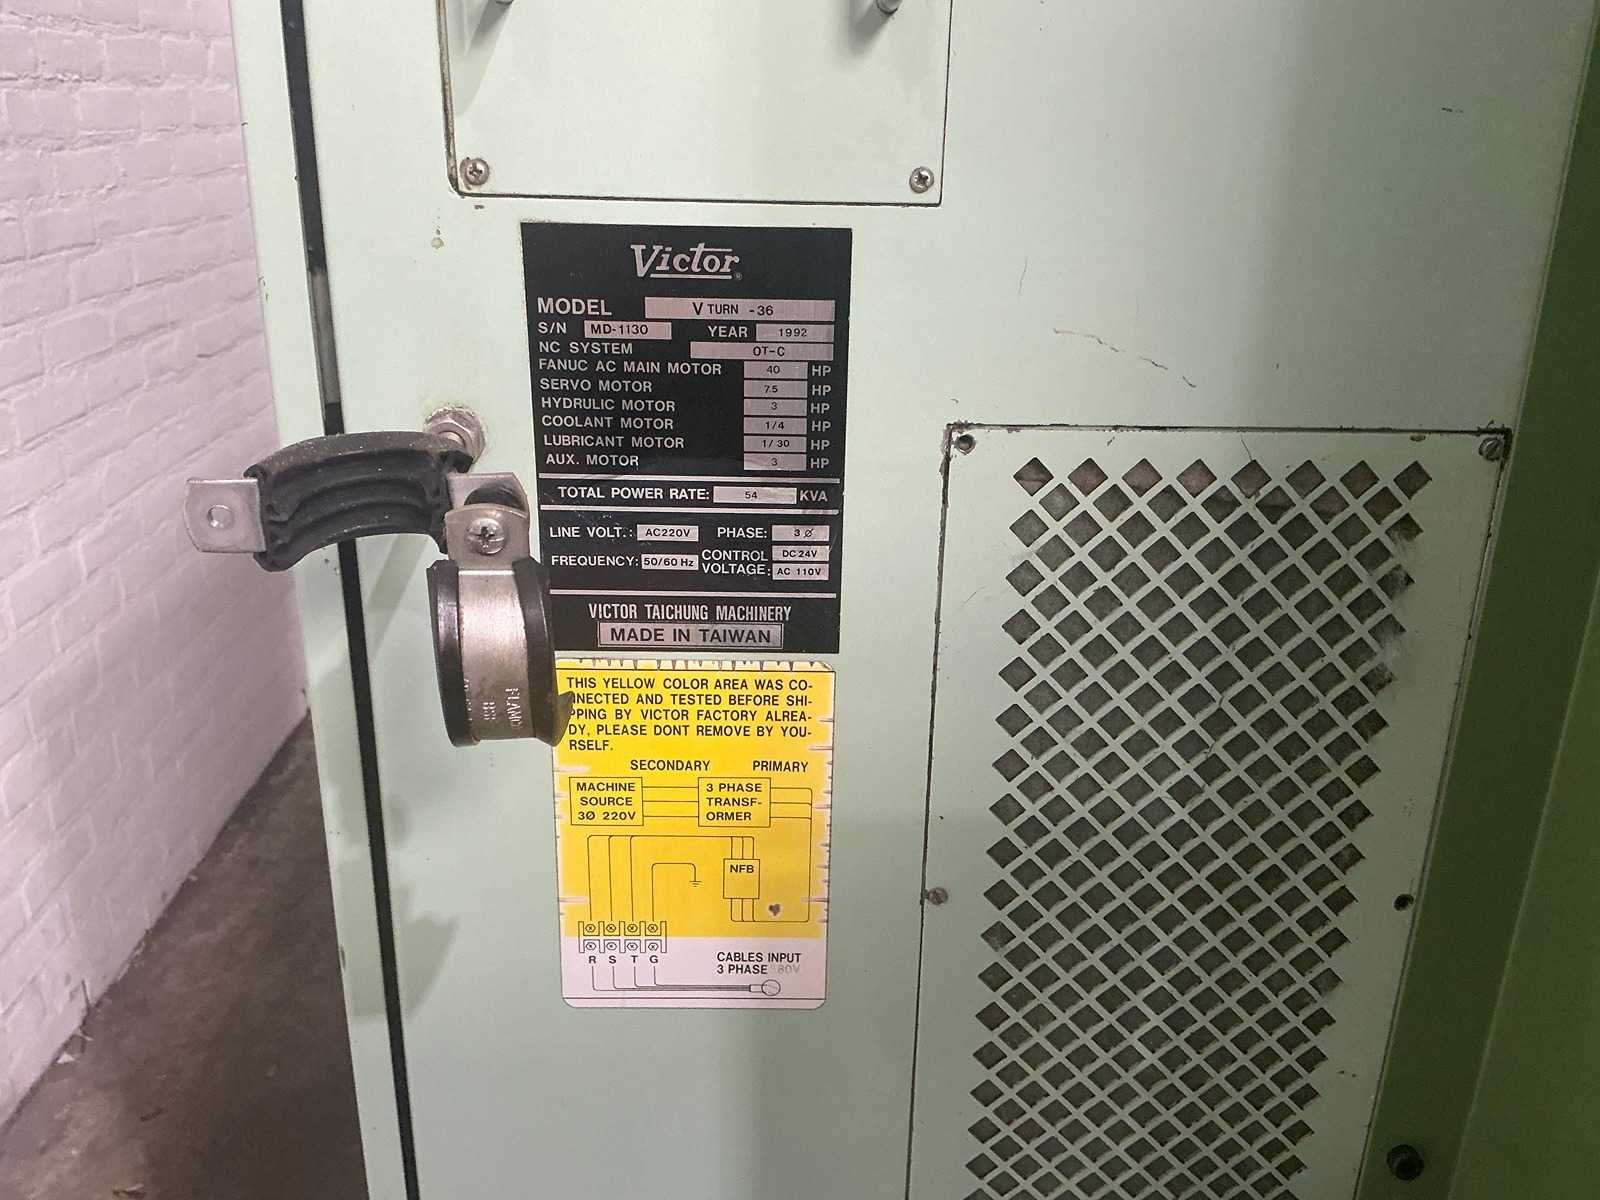 Victor
MODEL V TURN -36
S/N MD-1130 YEAR 1992
NC SYSTEM OT-C
FANUC AC MAIN MOTOR 40 HP
SERVO MOTOR 7.5 HP
HYDRULIC MOTOR 3 HP
COOLANT MOTOR 1/4 HP
LUBRICANT MOTOR 1/30 HP
AUX. MOTOR 3 HP
TOTAL POWER RATE: 54 KVA
LINE VOLT.: AC220V PHASE: 3 Ø
FREQUENCY: 50/60 Hz CONTROL VOLTAGE: DC 24V AC 110V
VICTOR TAICHUNG MACHINERY
MADE IN TAIWAN
THIS YELLOW COLOR AREA WAS CO-
NNECTED AND TESTED BEFORE SHI-
PPING BY VICTOR FACTORY ALREA-
DY, PLEASE DONT REMOVE BY YOU-
RSELF.
SECONDARY PRIMARY
MACHINE SOURCE 3Ø 220V
3 PHASE TRANSF- ORMER
NFB
R S T G
CABLES INPUT
3 PHASE